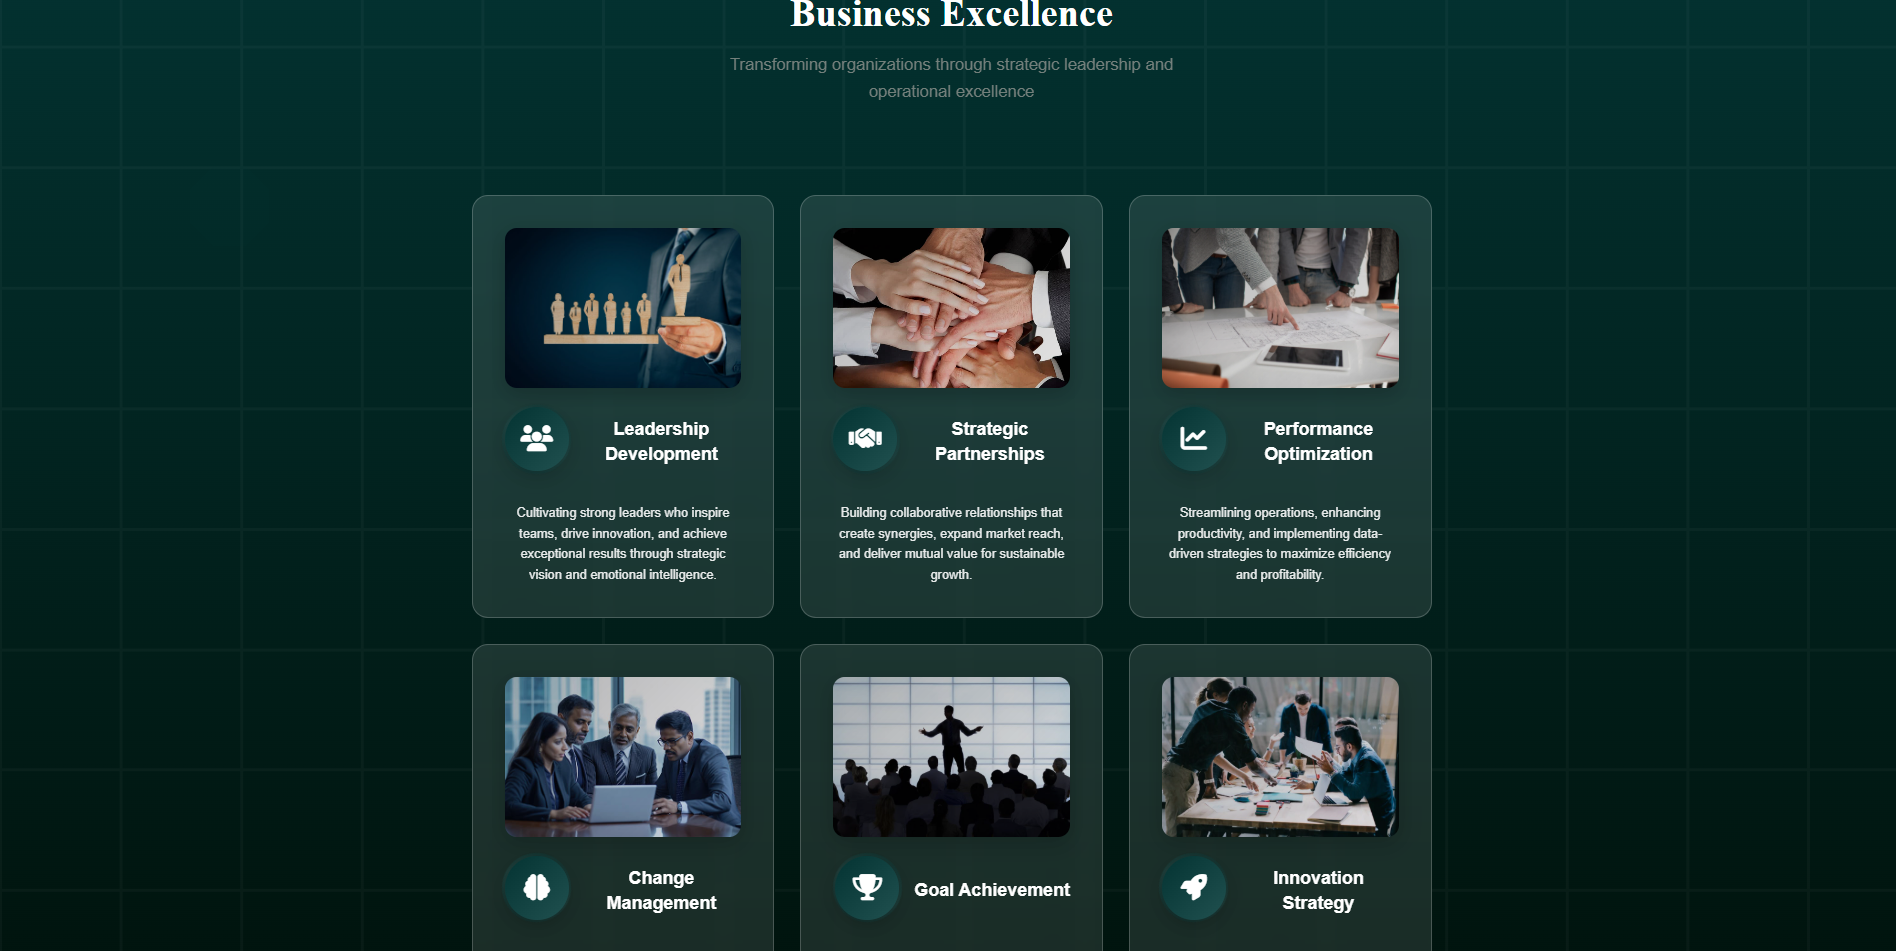 Business Excellence
Transforming organizations through strategic leadership and
operational excellence
Leadership
Development
Cultivating strong leaders who inspire
teams, drive innovation, and achieve
exceptional results through strategic
vision and emotional intelligence.
Strategic
Partnerships
Building collaborative relationships that
create synergies, expand market reach,
and deliver mutual value for sustainable
growth.
Performance
Optimization
Streamlining operations, enhancing
productivity, and implementing data-
driven strategies to maximize efficiency
and profitability.
Change
Management
Goal Achievement
Innovation
Strategy